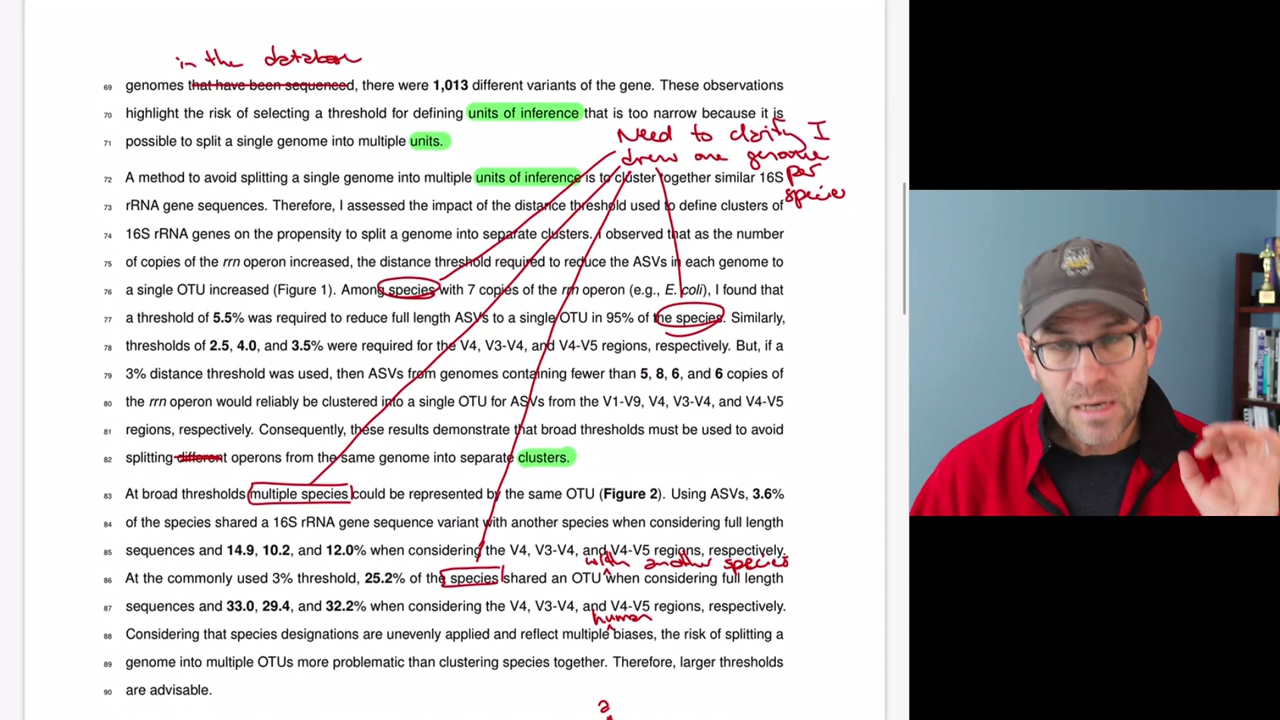 in the database
69 genomes that have been sequenced, there were 1,013 different variants of the gene. These observations
70 highlight the risk of selecting a threshold for defining units of inference that is too narrow because it is
71 possible to split a single genome into multiple units.
Need to clarify I
drew one genome
per
species
72 A method to avoid splitting a single genome into multiple units of inference is to cluster together similar 16S
73 rRNA gene sequences. Therefore, I assessed the impact of the distance threshold used to define clusters of
74 16S rRNA genes on the propensity to split a genome into separate clusters. I observed that as the number
75 of copies of the rrn operon increased, the distance threshold required to reduce the ASVs in each genome to
76 a single OTU increased (Figure 1). Among species with 7 copies of the rrn operon (e.g., E. coli), I found that
77 a threshold of 5.5% was required to reduce full length ASVs to a single OTU in 95% of the species. Similarly,
78 thresholds of 2.5, 4.0, and 3.5% were required for the V4, V3-V4, and V4-V5 regions, respectively. But, if a
79 3% distance threshold was used, then ASVs from genomes containing fewer than 5, 8, 6, and 6 copies of
80 the rrn operon would reliably be clustered into a single OTU for ASVs from the V1-V9, V4, V3-V4, and V4-V5
81 regions, respectively. Consequently, these results demonstrate that broad thresholds must be used to avoid
82 splitting different operons from the same genome into separate clusters.
83 At broad thresholds multiple species could be represented by the same OTU (Figure 2). Using ASVs, 3.6%
84 of the species shared a 16S rRNA gene sequence variant with another species when considering full length
85 sequences and 14.9, 10.2, and 12.0% when considering the V4, V3-V4, and V4-V5 regions, respectively.
with another species
86 At the commonly used 3% threshold, 25.2% of the species shared an OTU when considering full length
87 sequences and 33.0, 29.4, and 32.2% when considering the V4, V3-V4, and V4-V5 regions, respectively.
human
88 Considering that species designations are unevenly applied and reflect multiple biases, the risk of splitting a
89 genome into multiple OTUs more problematic than clustering species together. Therefore, larger thresholds
90 are advisable.